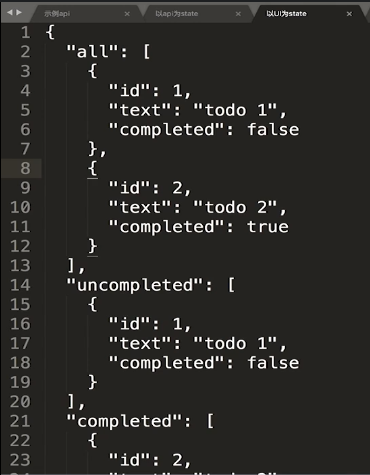 示例api
以api为state
以UI为state
1 {
2 "all": [
3 {
4 "id": 1,
5 "text": "todo 1",
6 "completed": false
7 },
8 {
9 "id": 2,
10 "text": "todo 2",
11 "completed": true
12 }
13 ],
14 "uncompleted": [
15 {
16 "id": 1,
17 "text": "todo 1",
18 "completed": false
19 }
20 ],
21 "completed": [
22 {
23 "id": 2,
24 "text": "todo 2",